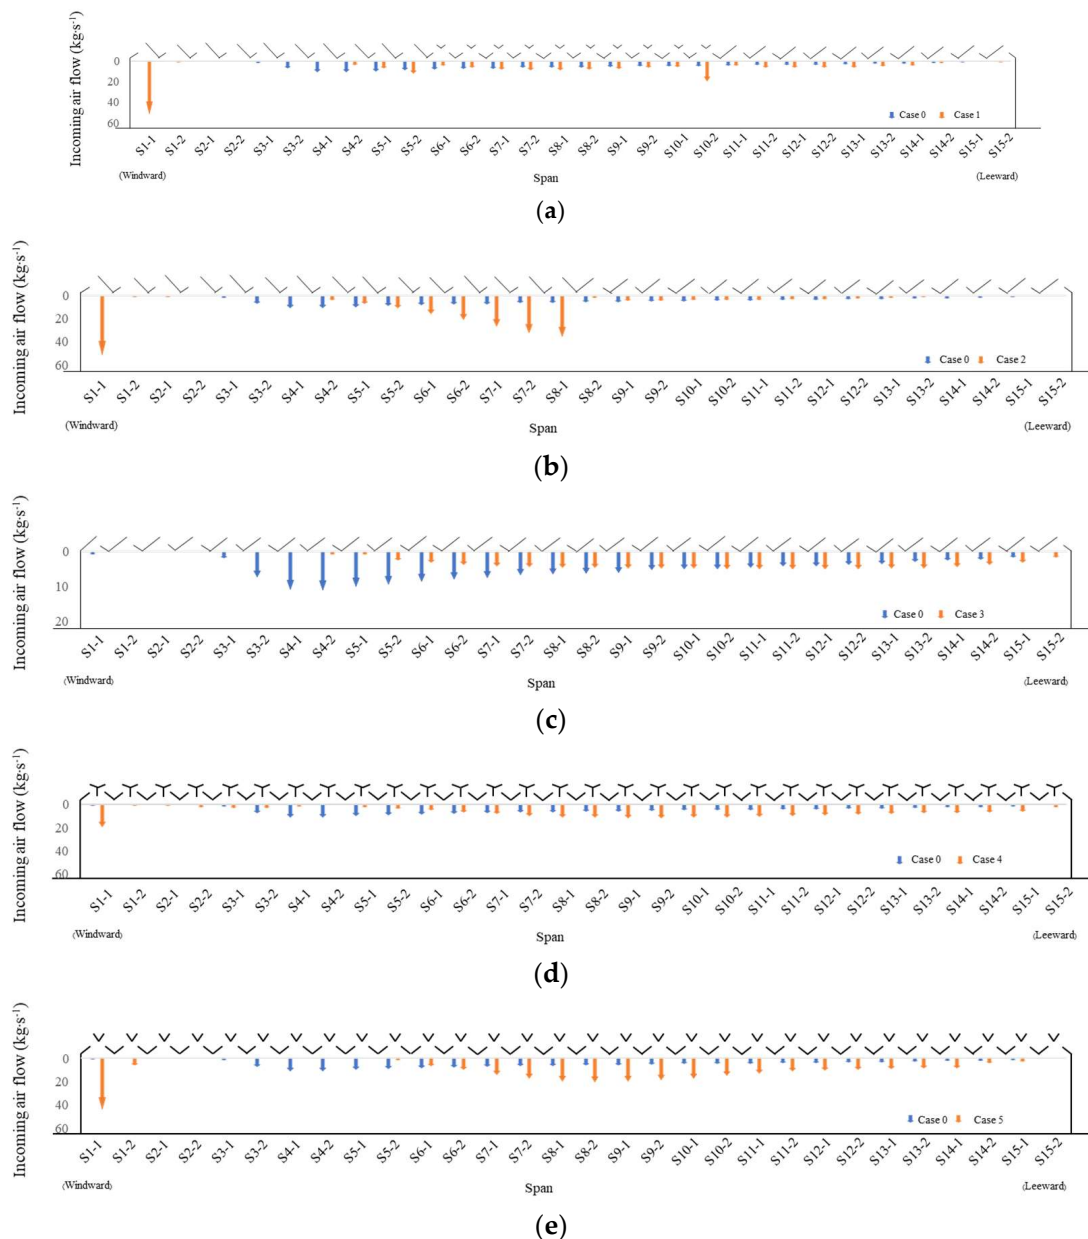 Incoming air flow (kg·s⁻¹)
0
20
40
60
Case 0 Case 1
S1-1 S1-2 S2-1 S2-2 S3-1 S3-2 S4-1 S4-2 S5-1 S5-2 S6-1 S6-2 S7-1 S7-2 S8-1 S8-2 S9-1 S9-2 S10-1 S10-2 S11-1 S11-2 S12-1 S12-2 S13-1 S13-2 S14-1 S14-2 S15-1 S15-2
(Windward) Span (Leeward)
(a)
Incoming air flow (kg·s⁻¹)
0
20
40
60
Case 0 Case 2
S1-1 S1-2 S2-1 S2-2 S3-1 S3-2 S4-1 S4-2 S5-1 S5-2 S6-1 S6-2 S7-1 S7-2 S8-1 S8-2 S9-1 S9-2 S10-1 S10-2 S11-1 S11-2 S12-1 S12-2 S13-1 S13-2 S14-1 S14-2 S15-1 S15-2
(Windward) Span (Leeward)
(b)
Incoming air flow (kg·s⁻¹)
0
10
20
Case 0 Case 3
S1-1 S1-2 S2-1 S2-2 S3-1 S3-2 S4-1 S4-2 S5-1 S5-2 S6-1 S6-2 S7-1 S7-2 S8-1 S8-2 S9-1 S9-2 S10-1 S10-2 S11-1 S11-2 S12-1 S12-2 S13-1 S13-2 S14-1 S14-2 S15-1 S15-2
(Windward) Span (Leeward)
(c)
Incoming air flow (kg·s⁻¹)
0
20
40
60
Case 0 Case 4
S1-1 S1-2 S2-1 S2-2 S3-1 S3-2 S4-1 S4-2 S5-1 S5-2 S6-1 S6-2 S7-1 S7-2 S8-1 S8-2 S9-1 S9-2 S10-1 S10-2 S11-1 S11-2 S12-1 S12-2 S13-1 S13-2 S14-1 S14-2 S15-1 S15-2
(Windward) Span (Leeward)
(d)
Incoming air flow (kg·s⁻¹)
0
20
40
60
Case 0 Case 5
S1-1 S1-2 S2-1 S2-2 S3-1 S3-2 S4-1 S4-2 S5-1 S5-2 S6-1 S6-2 S7-1 S7-2 S8-1 S8-2 S9-1 S9-2 S10-1 S10-2 S11-1 S11-2 S12-1 S12-2 S13-1 S13-2 S14-1 S14-2 S15-1 S15-2
(Windward) Span (Leeward)
(e)